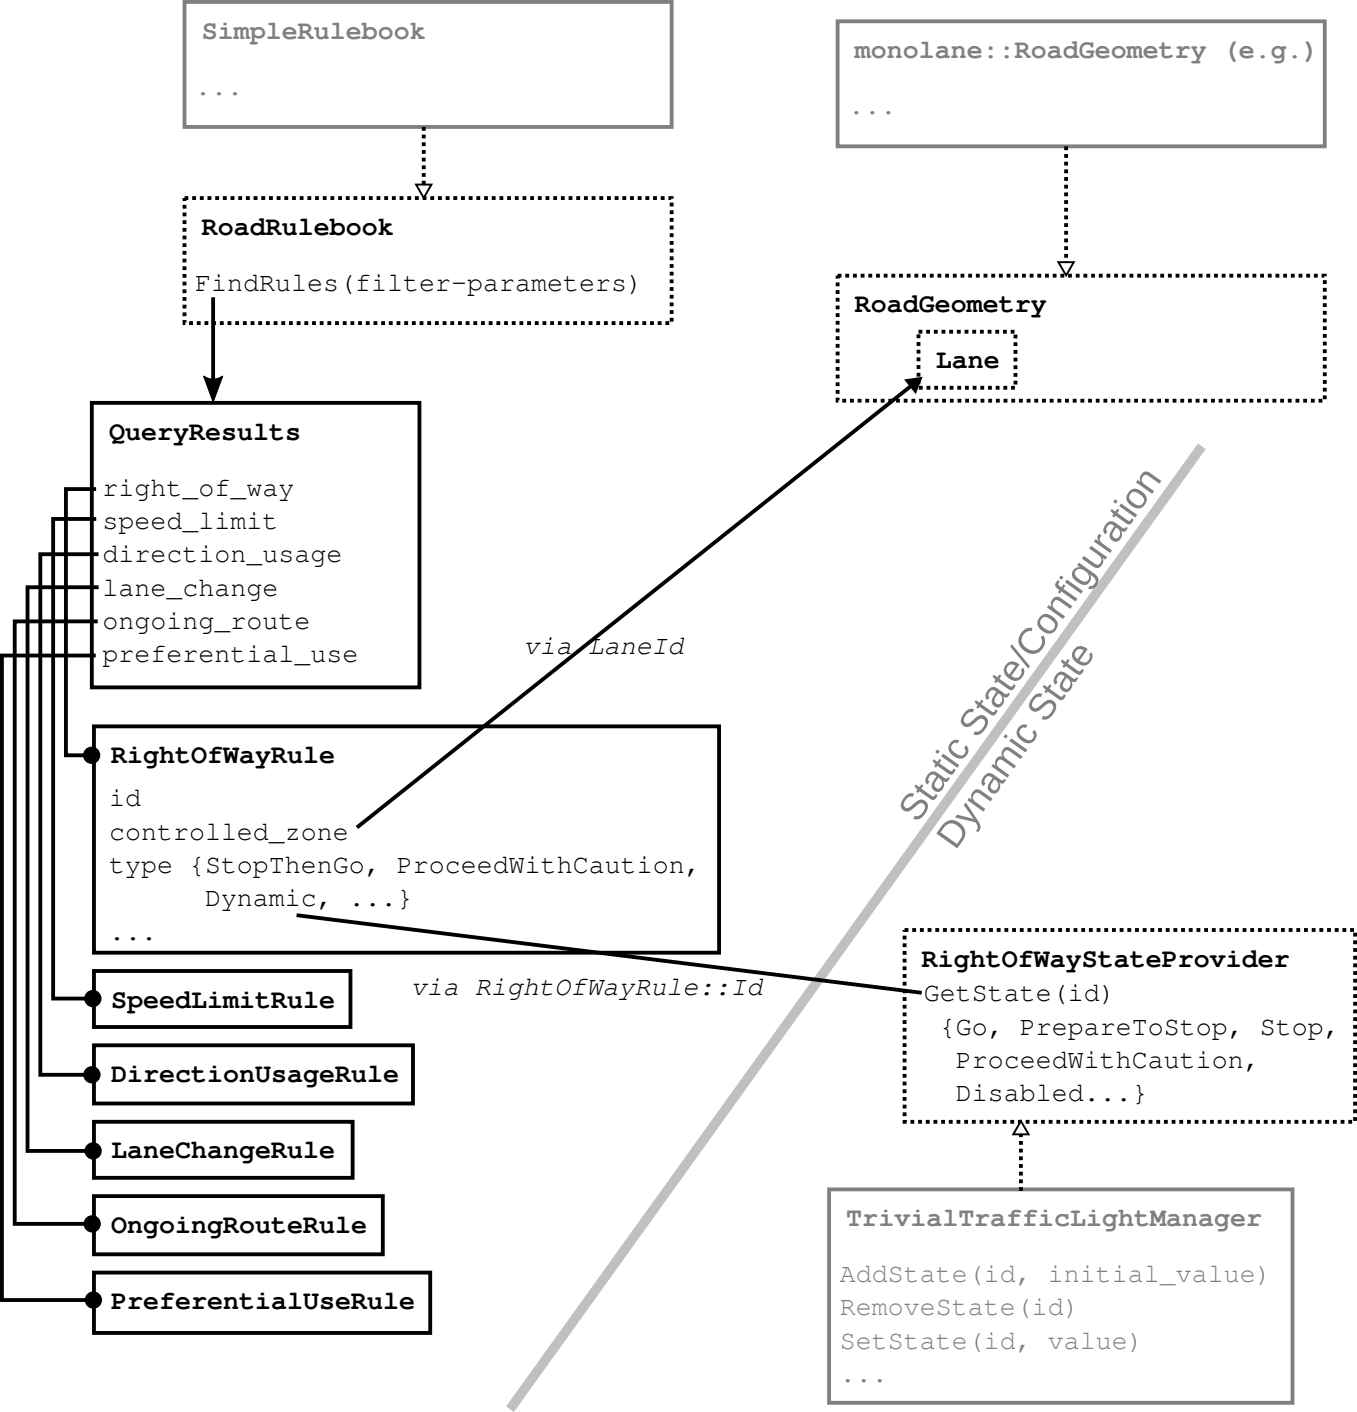 SimpleRulebook
...
monolane::RoadGeometry (e.g.)
...
RoadRulebook
FindRules(filter-parameters)
RoadGeometry
Lane
QueryResults
right_of_way
speed_limit
direction_usage
lane_change
ongoing_route
preferential_use
via LaneId
Static State/Configuration
Dynamic State
RightOfWayRule
id
controlled_zone
type {StopThenGo, ProceedWithCaution,
Dynamic, ...}
...
via RightOfWayRule::Id
SpeedLimitRule
DirectionUsageRule
LaneChangeRule
OngoingRouteRule
PreferentialUseRule
RightOfWayStateProvider
GetState(id)
{Go, PrepareToStop, Stop,
ProceedWithCaution,
Disabled...}
TrivialTrafficLightManager
AddState(id, initial_value)
RemoveState(id)
SetState(id, value)
...